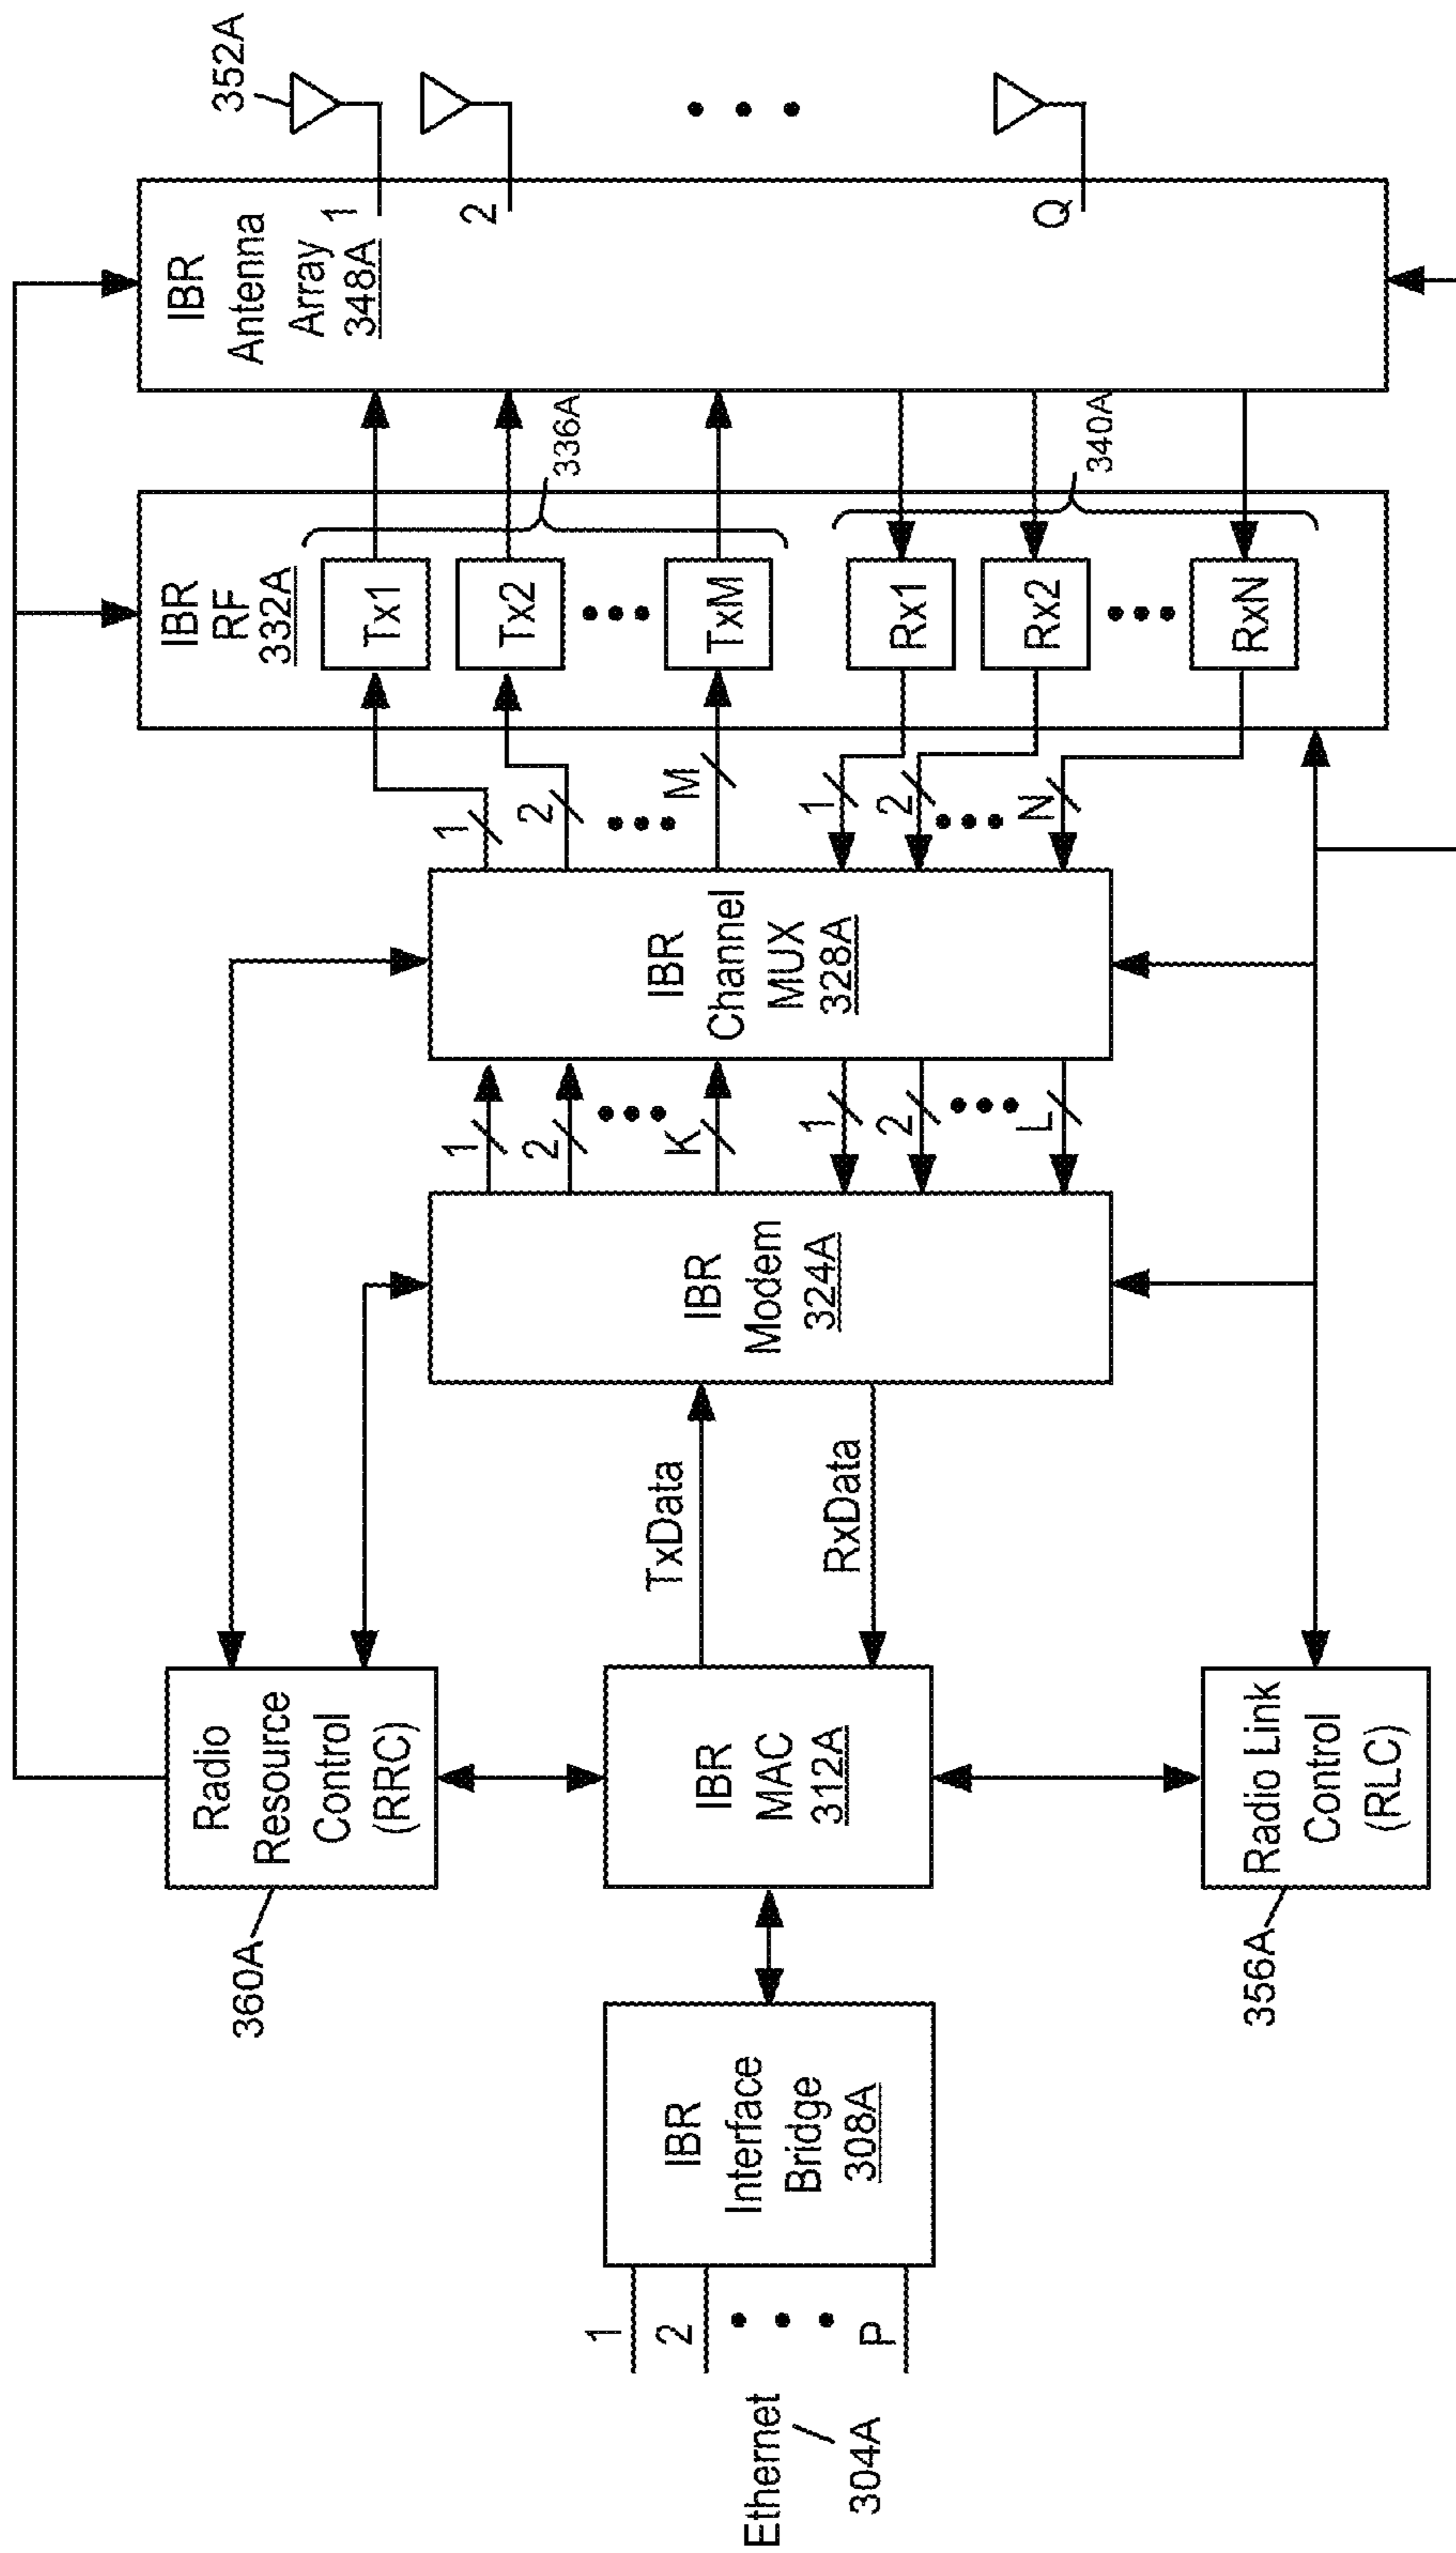 360A
Radio
Resource
Control
(RRC)
Ethernet
304A
1
2
P
IBR
Interface
Bridge
308A
IBR
MAC
312A
356A
Radio Link
Control
(RLC)
TxData
RxData
IBR
Modem
324A
1
2
K
1
2
L
IBR
Channel
MUX
328A
1
2
M
1
2
N
IBR
RF
332A
Tx1
Tx2
TxM
Rx1
Rx2
RxN
336A
340A
IBR
Antenna
Array
348A
1
2
Q
352A